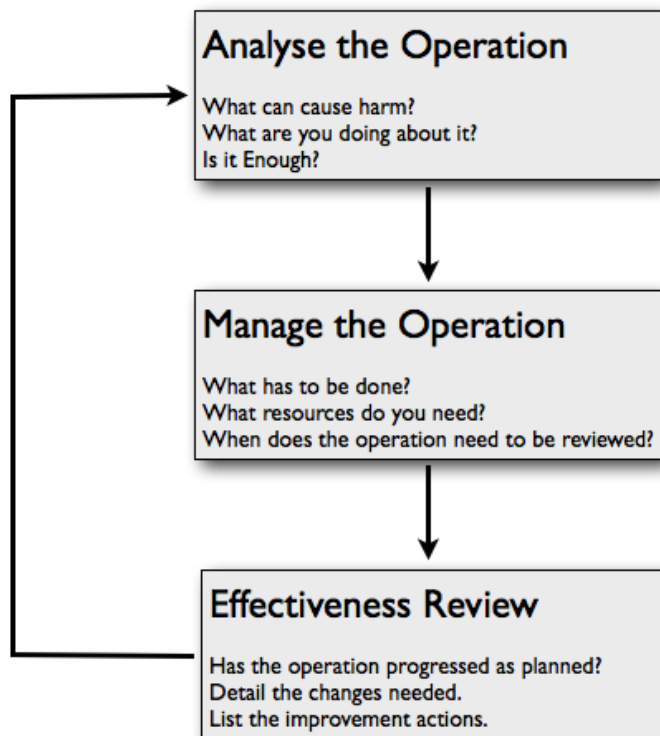 Analyse the Operation
What can cause harm?
What are you doing about it?
Is it Enough?
Manage the Operation
What has to be done?
What resources do you need?
When does the operation need to be reviewed?
Effectiveness Review
Has the operation progressed as planned?
Detail the changes needed.
List the improvement actions.